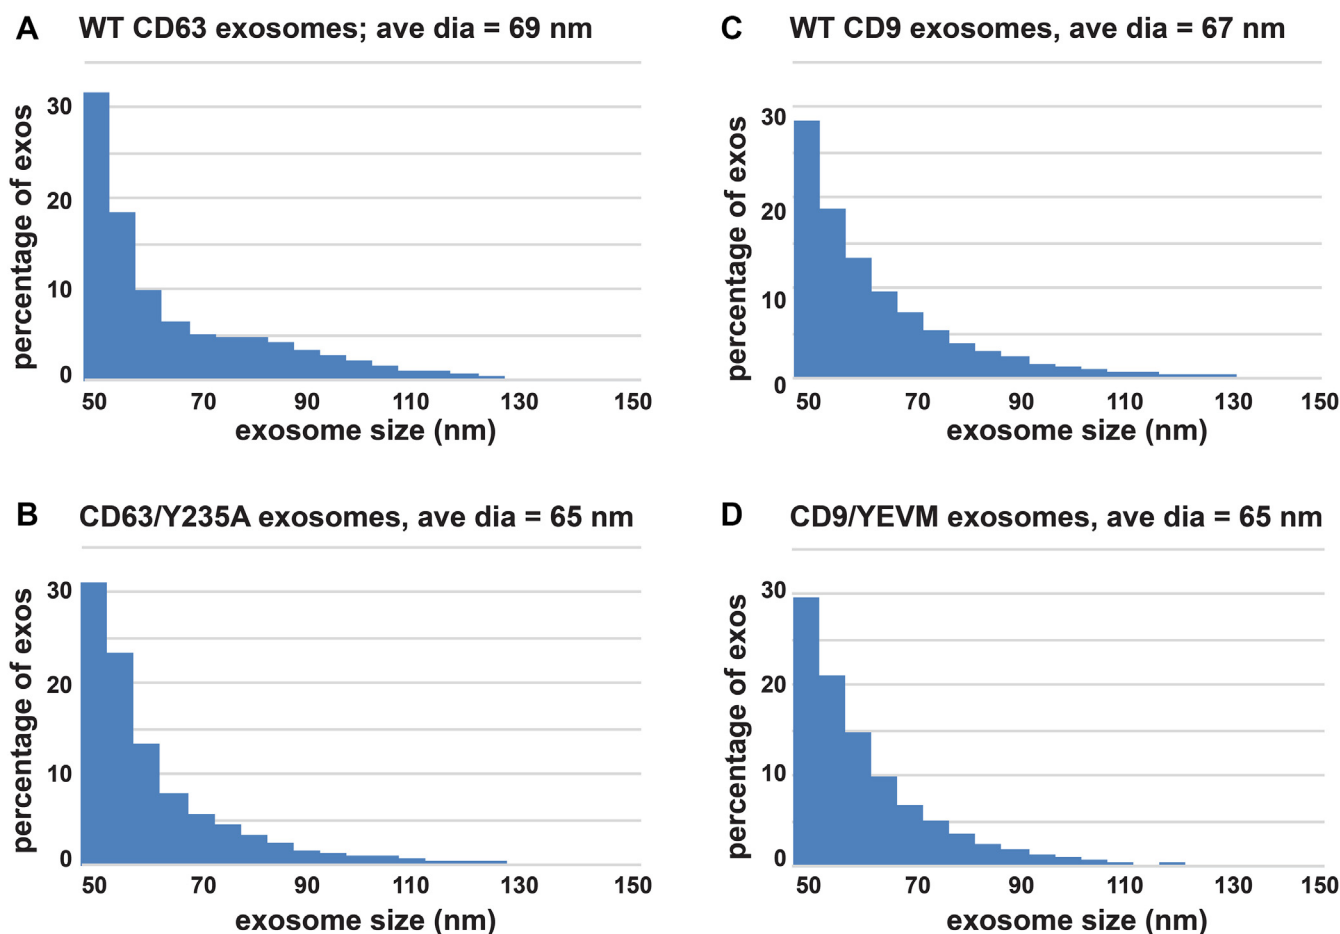 A WT CD63 exosomes; ave dia = 69 nm
percentage of exos
30
20
10
0
50 70 90 110 130 150
exosome size (nm)
C WT CD9 exosomes, ave dia = 67 nm
percentage of exos
30
20
10
0
50 70 90 110 130 150
exosome size (nm)
B CD63/Y235A exosomes, ave dia = 65 nm
percentage of exos
30
20
10
0
50 70 90 110 130 150
exosome size (nm)
D CD9/YEVM exosomes, ave dia = 65 nm
percentage of exos
30
20
10
0
50 70 90 110 130 150
exosome size (nm)